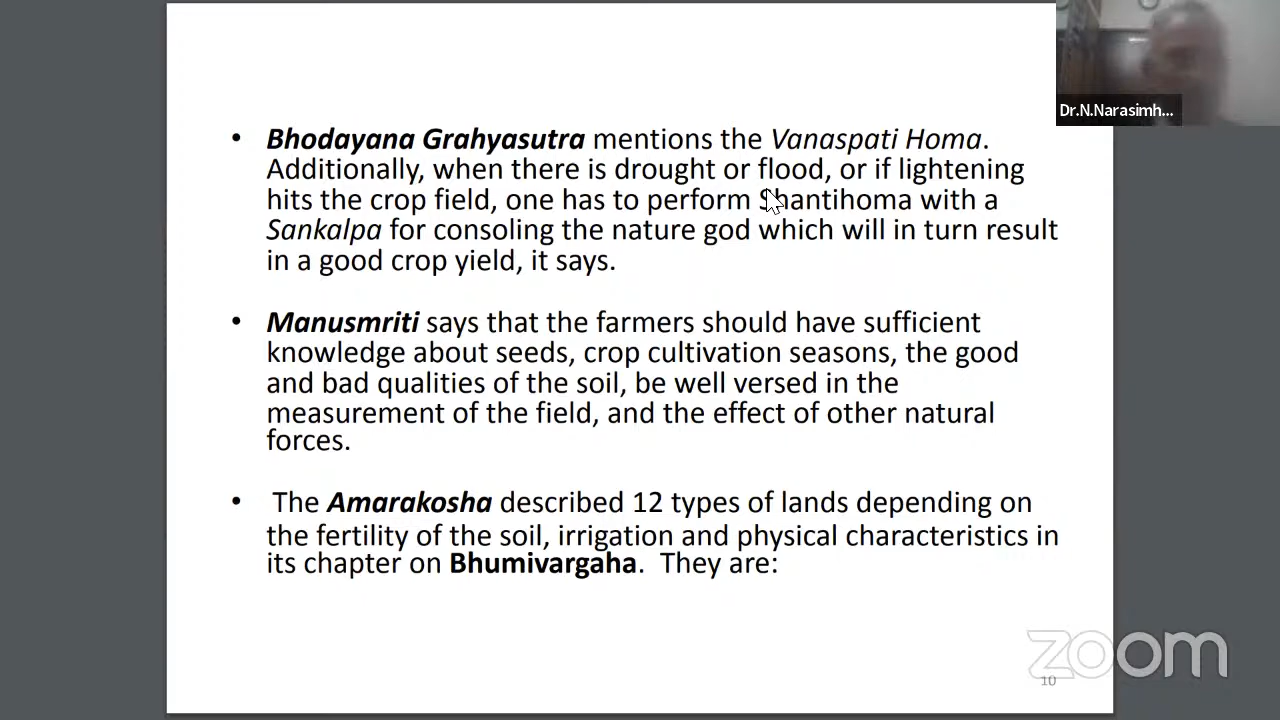 • Bhodayana Grahyasutra mentions the Vanaspati Homa.
Additionally, when there is drought or flood, or if lightening
hits the crop field, one has to perform Shantihoma with a
Sankalpa for consoling the nature god which will in turn result
in a good crop yield, it says.
• Manusmriti says that the farmers should have sufficient
knowledge about seeds, crop cultivation seasons, the good
and bad qualities of the soil, be well versed in the
measurement of the field, and the effect of other natural
forces.
• The Amarakosha described 12 types of lands depending on
the fertility of the soil, irrigation and physical characteristics in
its chapter on Bhumivargaha. They are:
Dr.N.Narasimh...
zoom
10